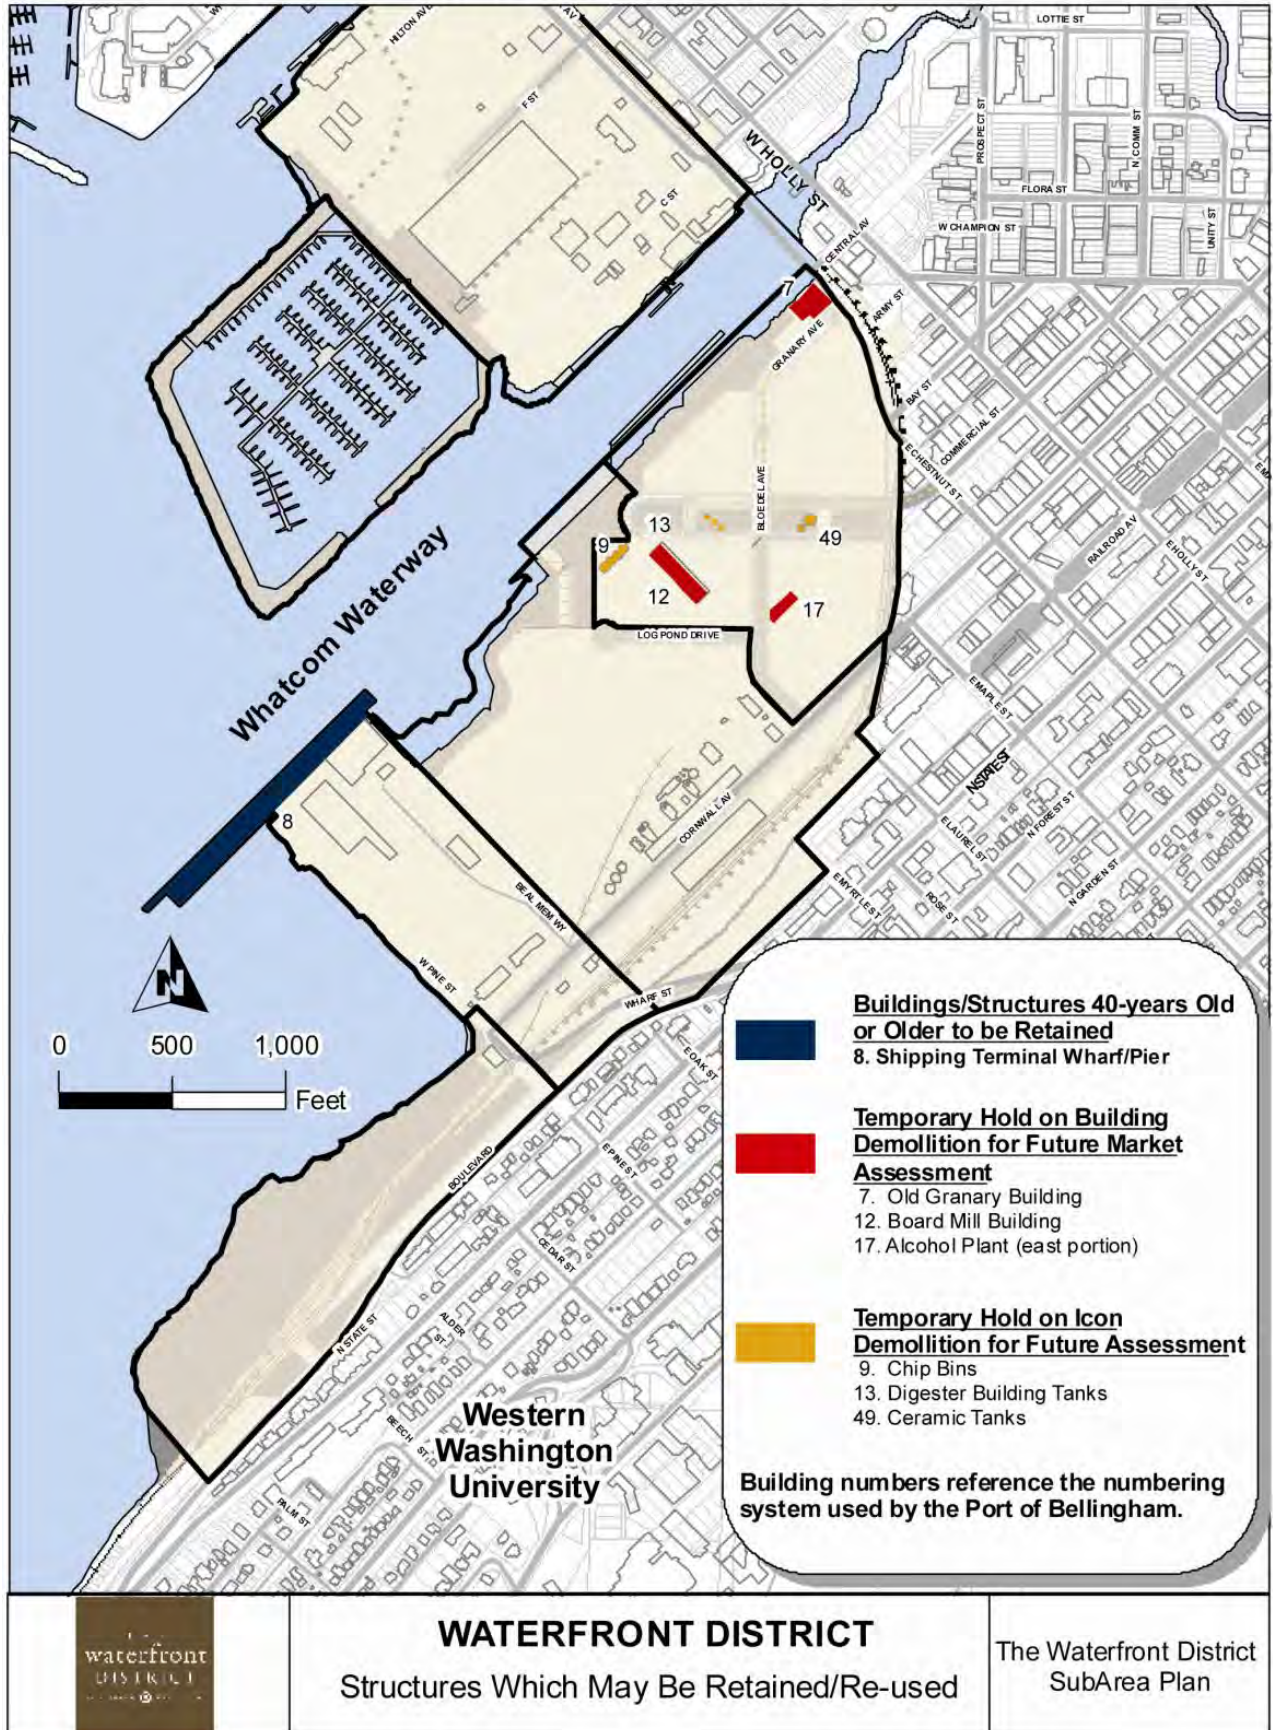 LOTTIE ST
HILTON AVE
AV
F ST
PROSPECT ST
N COMM ST
W HOLLY ST
FLORA ST
C ST
W CHAMPION ST
UNITY ST
CENTRAL AV
7
ARMY ST
GRANARY AVE
BAY ST
COMMERCIAL ST
E CHESTNUT ST
BLOEDEL AVE
RAILROAD AV
E HOLLY ST
13
49
9
12
17
LOG POND DRIVE
Whatcom Waterway
E MAPLE ST
N STATE ST
N FOREST ST
CORNWALL AV
E LAUREL ST
8
N GARDEN ST
E MYRTLE ST
ROSE ST
BEAL MEM WY
W PINE ST
WHARF ST
N
0 500 1,000
Feet
E OAK ST
E PINE ST
BOULEVARD
CEDAR ST
N STATE ST
ALDER ST
BEECH ST
PALM ST
Western
Washington
University
Buildings/Structures 40-years Old
or Older to be Retained
8. Shipping Terminal Wharf/Pier
Temporary Hold on Building
Demollition for Future Market
Assessment
7. Old Granary Building
12. Board Mill Building
17. Alcohol Plant (east portion)
Temporary Hold on Icon
Demollition for Future Assessment
9. Chip Bins
13. Digester Building Tanks
49. Ceramic Tanks
Building numbers reference the numbering
system used by the Port of Bellingham.
waterfront
DISTRICT
WATERFRONT DISTRICT
Structures Which May Be Retained/Re-used
The Waterfront District
SubArea Plan